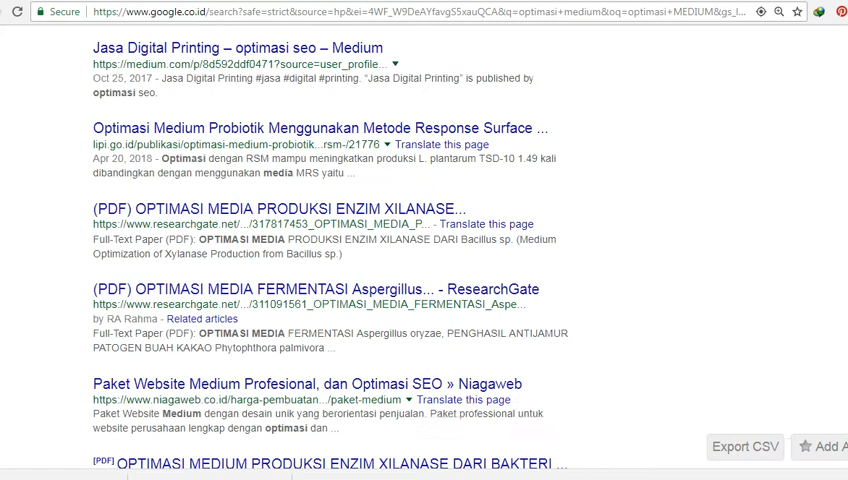 Secure
https://www.google.co.id/search?safe=strict&source=hp&ei=4WF_W9DeAYfavgS5xauQCA&q=optimasi+medium&oq=optimasi+MEDIUM&gs_l...
Jasa Digital Printing – optimasi seo – Medium
https://medium.com/p/8d592ddf0471?source=user_profile...
Oct 25, 2017 - Jasa Digital Printing #jasa #digital #printing. “Jasa Digital Printing” is published by
optimasi seo.
Optimasi Medium Probiotik Menggunakan Metode Response Surface ...
lipi.go.id/publikasi/optimasi-medium-probiotik...rsm-/21776 Translate this page
Apr 20, 2018 - Optimasi dengan RSM mampu meningkatkan produksi L. plantarum TSD-10 1.49 kali
dibandingkan dengan menggunakan media MRS yaitu ...
(PDF) OPTIMASI MEDIA PRODUKSI ENZIM XILANASE...
https://www.researchgate.net/.../317817453_OPTIMASI_MEDIA_P... - Translate this page
Full-Text Paper (PDF): OPTIMASI MEDIA PRODUKSI ENZIM XILANASE DARI Bacillus sp. (Medium
Optimization of Xylanase Production from Bacillus sp.)
(PDF) OPTIMASI MEDIA FERMENTASI Aspergillus... - ResearchGate
https://www.researchgate.net/.../311091561_OPTIMASI_MEDIA_FERMENTASI_Aspe...
by RA Rahma - Related articles
Full-Text Paper (PDF): OPTIMASI MEDIA FERMENTASI Aspergillus oryzae, PENGHASIL ANTIJAMUR
PATOGEN BUAH KAKAO Phytophthora palmivora ...
Paket Website Medium Profesional, dan Optimasi SEO » Niagaweb
https://www.niagaweb.co.id/harga-pembuatan.../paket-medium Translate this page
Paket Website Medium dengan desain unik yang berorientasi penjualan. Paket professional untuk
website perusahaan lengkap dengan optimasi dan ...
Export CSV
Add A
[PDF] OPTIMASI MEDIUM PRODUKSI ENZIM XILANASE DARI BAKTERI ...